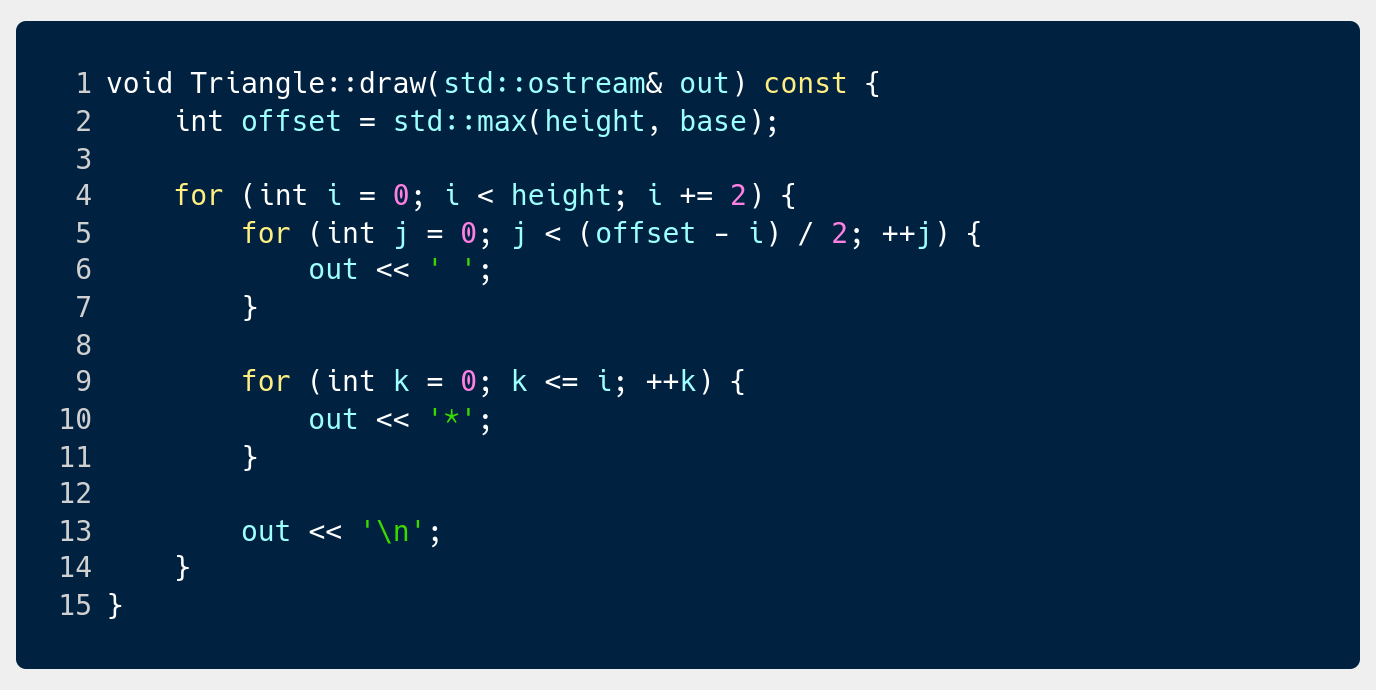 1 void Triangle::draw(std::ostream& out) const {
2     int offset = std::max(height, base);
3
4     for (int i = 0; i < height; i += 2) {
5         for (int j = 0; j < (offset - i) / 2; ++j) {
6             out << ' ';
7         }
8
9         for (int k = 0; k <= i; ++k) {
10             out << '*';
11         }
12
13         out << '\n';
14     }
15 }